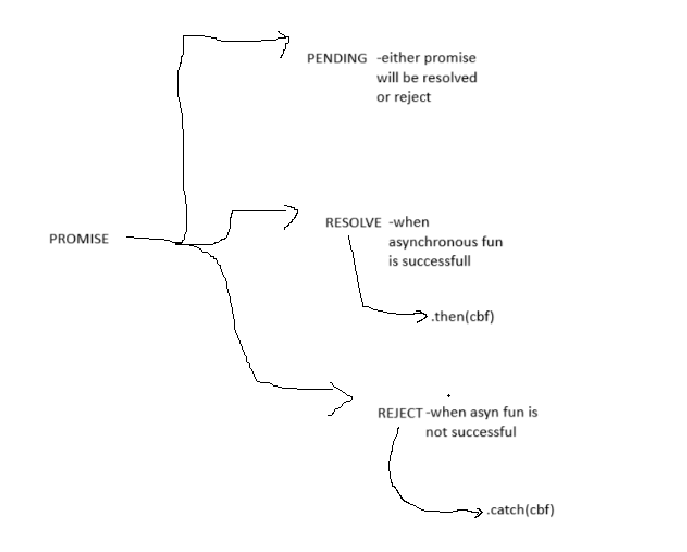 PENDING -either promise
will be resolved
or reject
PROMISE
RESOLVE -when
asynchronous fun
is successfull
.then(cbf)
REJECT -when asyn fun is
not successful
.catch(cbf)